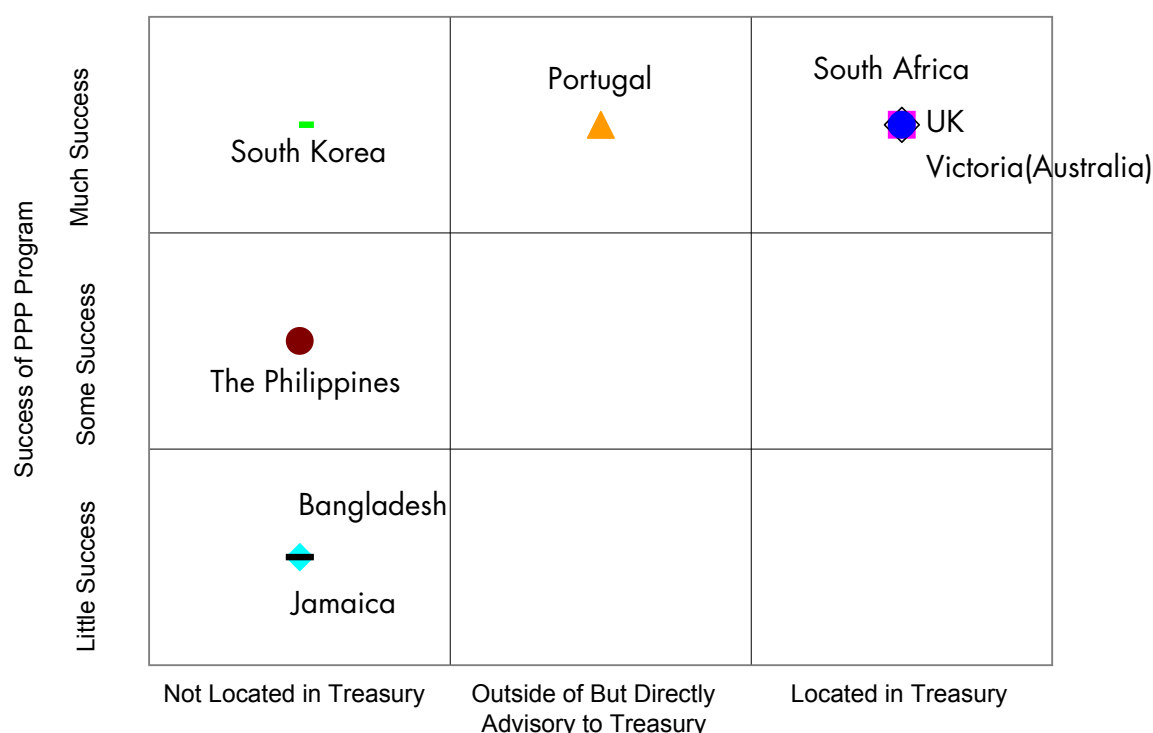 Success of PPP Program
Much Success
Some Success
Little Success
South Korea
Portugal
South Africa
UK
Victoria(Australia)
The Philippines
Bangladesh
Jamaica
Not Located in Treasury
Outside of But Directly
Advisory to Treasury
Located in Treasury